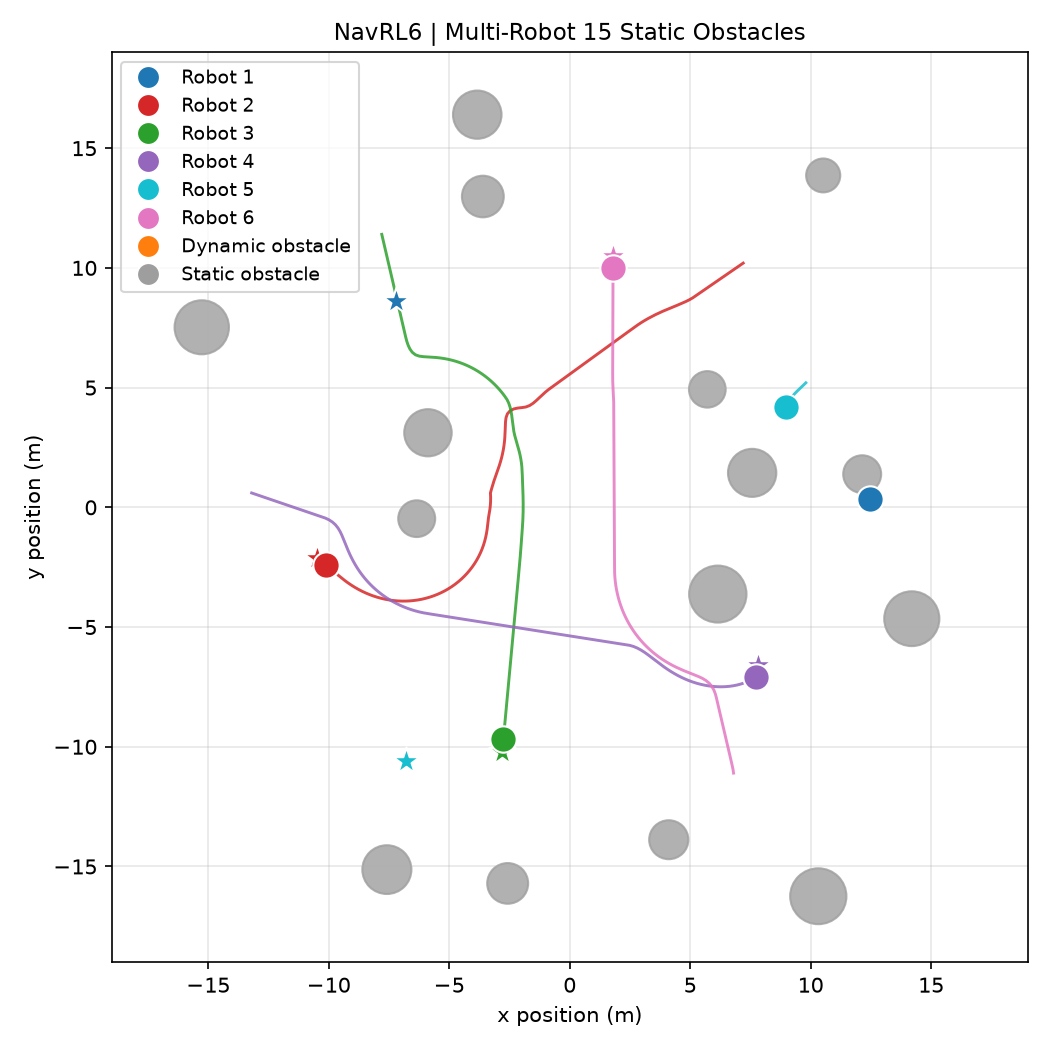 NavRL6 | Multi-Robot 15 Static Obstacles
Robot 1
Robot 2
Robot 3
Robot 4
Robot 5
Robot 6
Dynamic obstacle
Static obstacle
y position (m)
15
10
5
0
−5
−10
−15
−15 −10 −5 0 5 10 15
x position (m)